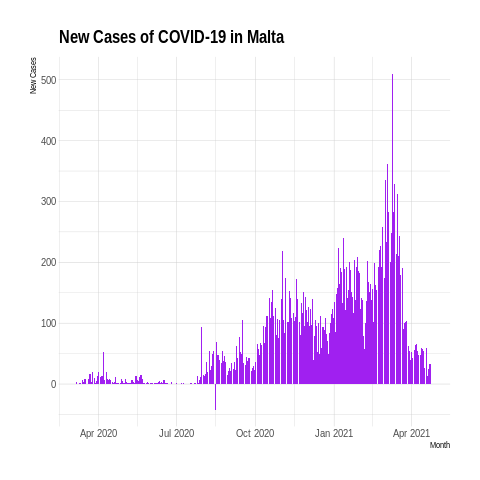 New Cases of COVID-19 in Malta
New Cases
500
400
300
200
100
0
Apr 2020
Jul 2020
Oct 2020
Jan 2021
Apr 2021
Month